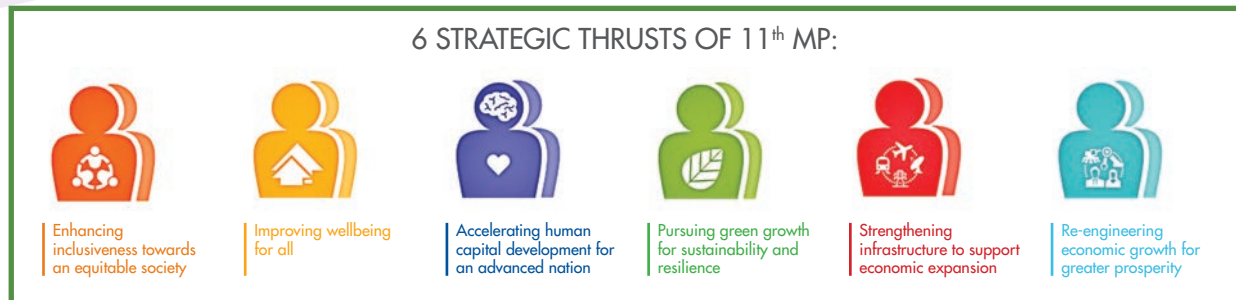 6 STRATEGIC THRUSTS OF 11th MP:
Enhancing
inclusiveness towards
an equitable society
Improving wellbeing
for all
Accelerating human
capital development for
an advanced nation
Pursuing green growth
for sustainability and
resilience
Strengthening
infrastructure to support
economic expansion
Re-engineering
economic growth for
greater prosperity